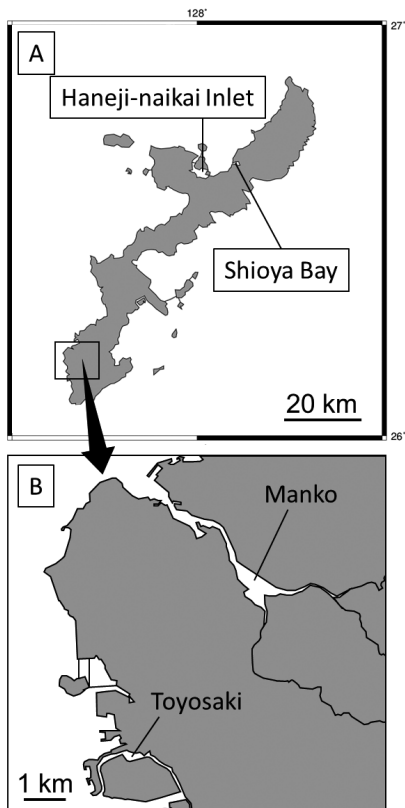 128°
27°
A
Haneji-naikai Inlet
Shioya Bay
20 km
26°
B
Manko
Toyosaki
1 km